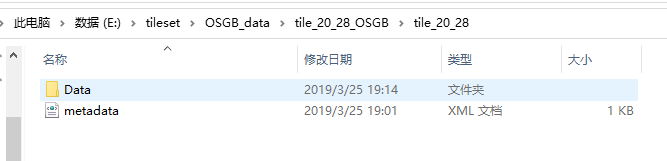 此电脑 › 数据 (E:) › tileset › OSGB_data › tile_20_28_OSGB › tile_20_28
名称 修改日期 类型 大小
Data 2019/3/25 19:14 文件夹
metadata 2019/3/25 19:01 XML 文档 1 KB